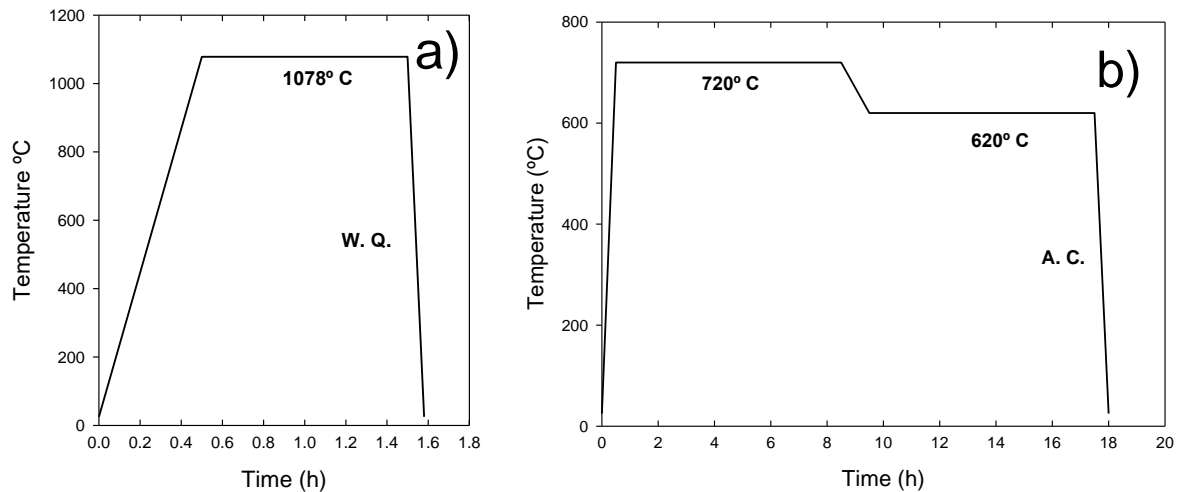 a)
1200
1000
800
600
400
200
0
Temperature ºC
1078º C
W. Q.
0.0 0.2 0.4 0.6 0.8 1.0 1.2 1.4 1.6 1.8
Time (h)
b)
800
600
400
200
0
Temperature (ºC)
720º C
620º C
A. C.
0 2 4 6 8 10 12 14 16 18 20
Time (h)